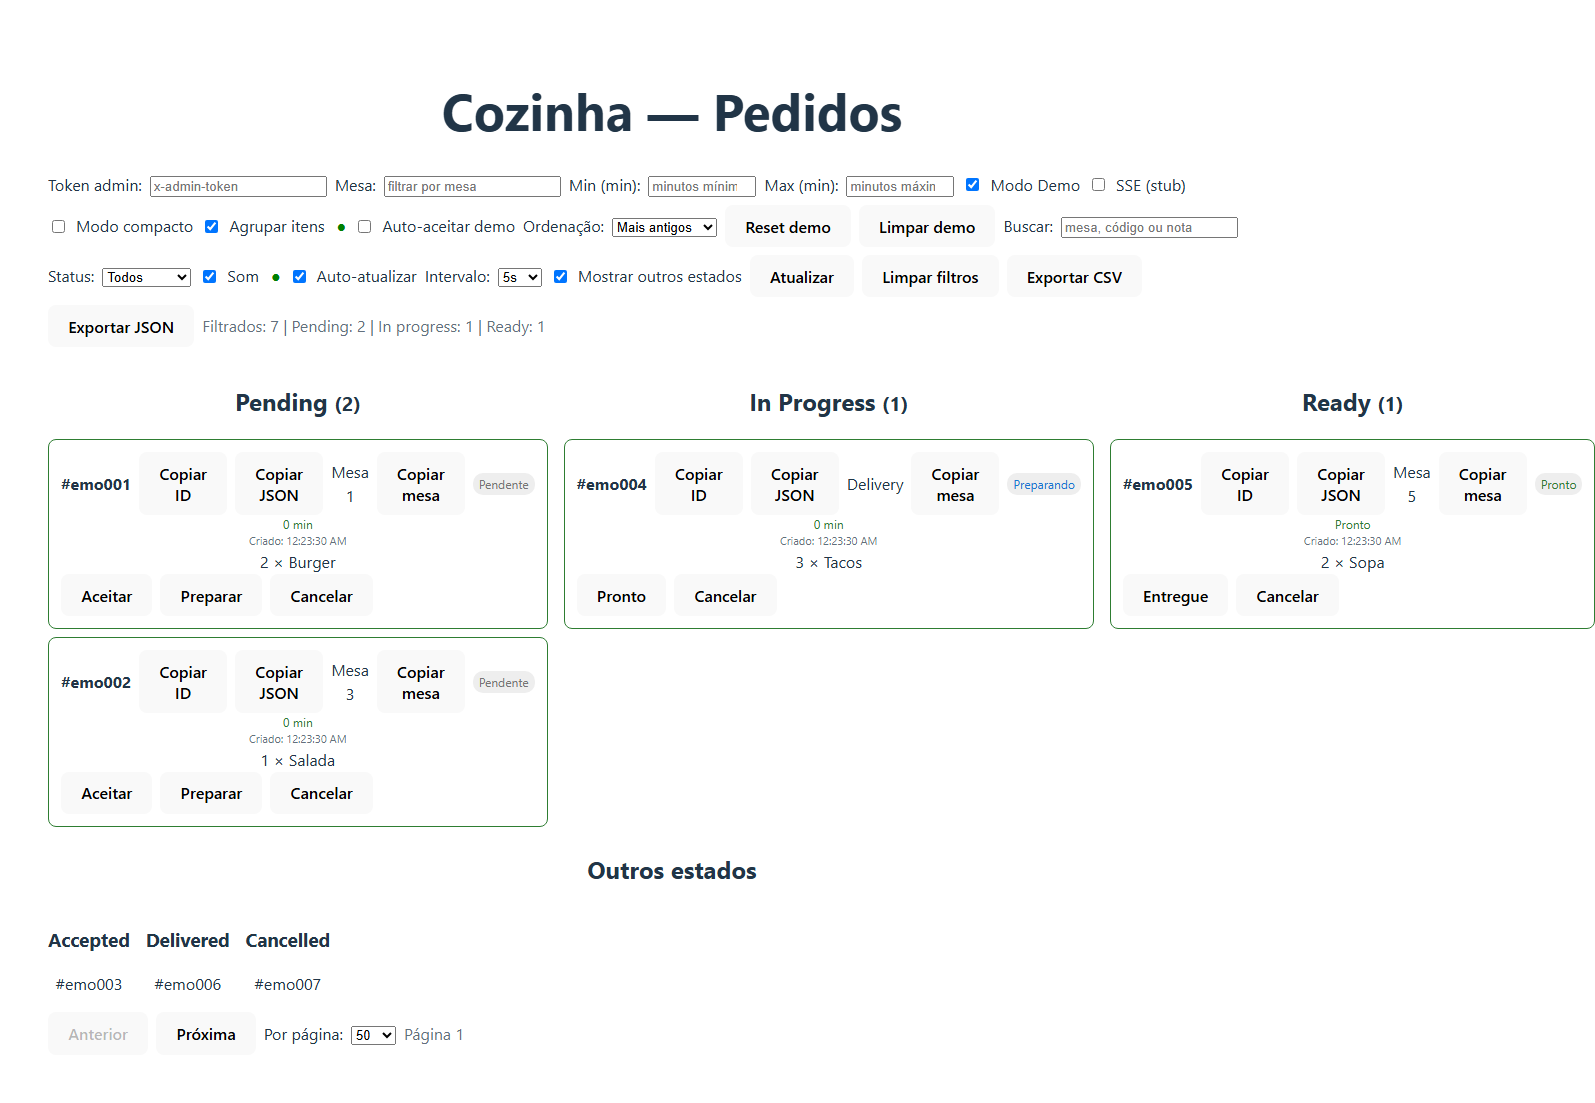 Cozinha — Pedidos
Token admin: x-admin-token Mesa: filtrar por mesa Min (min): minutos mínim Max (min): minutos máxin Modo Demo SSE (stub)
Modo compacto Agrupar itens Auto-aceitar demo Ordenação: Mais antigos Reset demo Limpar demo Buscar: mesa, código ou nota
Status: Todos Som Auto-atualizar Intervalo: 5s Mostrar outros estados Atualizar Limpar filtros Exportar CSV
Exportar JSON Filtrados: 7 | Pending: 2 | In progress: 1 | Ready: 1
Pending (2)
#emo001 Copiar ID Copiar JSON Mesa 1 Copiar mesa Pendente
0 min
Criado: 12:23:30 AM
2 × Burger
Aceitar Preparar Cancelar
#emo002 Copiar ID Copiar JSON Mesa 3 Copiar mesa Pendente
0 min
Criado: 12:23:30 AM
1 × Salada
Aceitar Preparar Cancelar
In Progress (1)
#emo004 Copiar ID Copiar JSON Delivery Copiar mesa Preparando
0 min
Criado: 12:23:30 AM
3 × Tacos
Pronto Cancelar
Ready (1)
#emo005 Copiar ID Copiar JSON Mesa 5 Copiar mesa Pronto
Pronto
Criado: 12:23:30 AM
2 × Sopa
Entregue Cancelar
Outros estados
Accepted Delivered Cancelled
#emo003 #emo006 #emo007
Anterior Próxima Por página: 50 Página 1